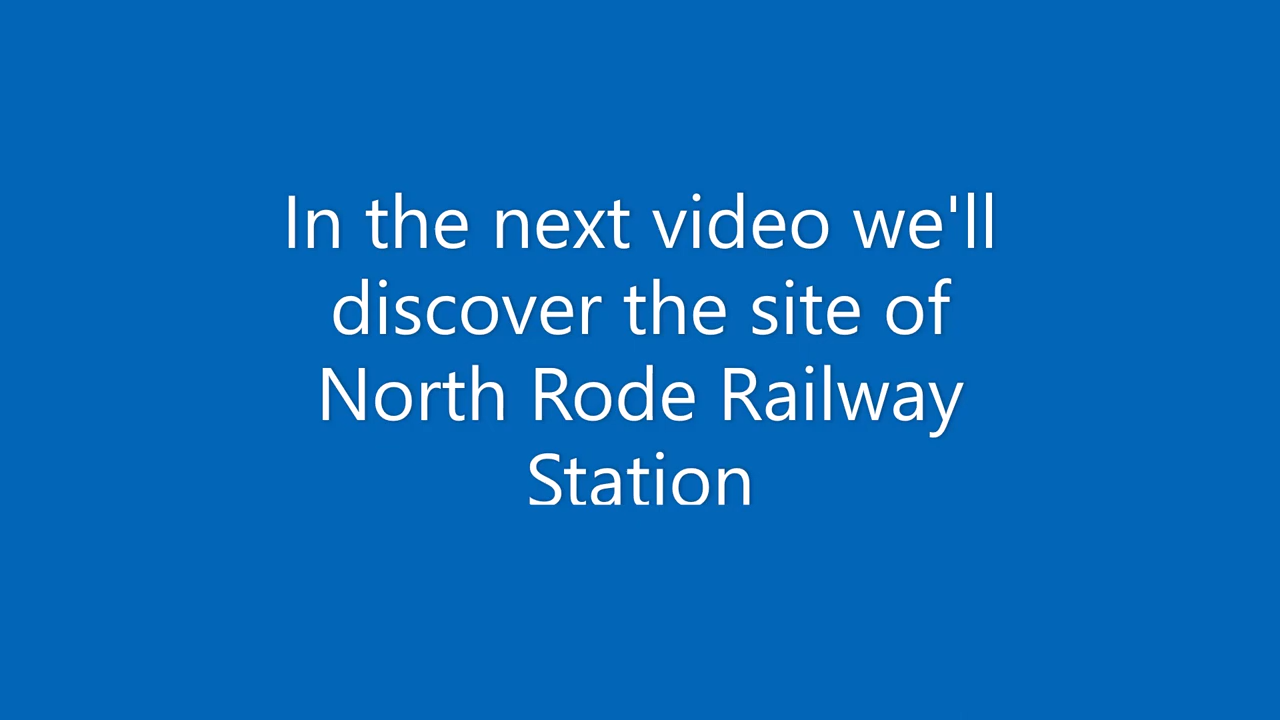 In the next video we'll
discover the site of
North Rode Railway
Station